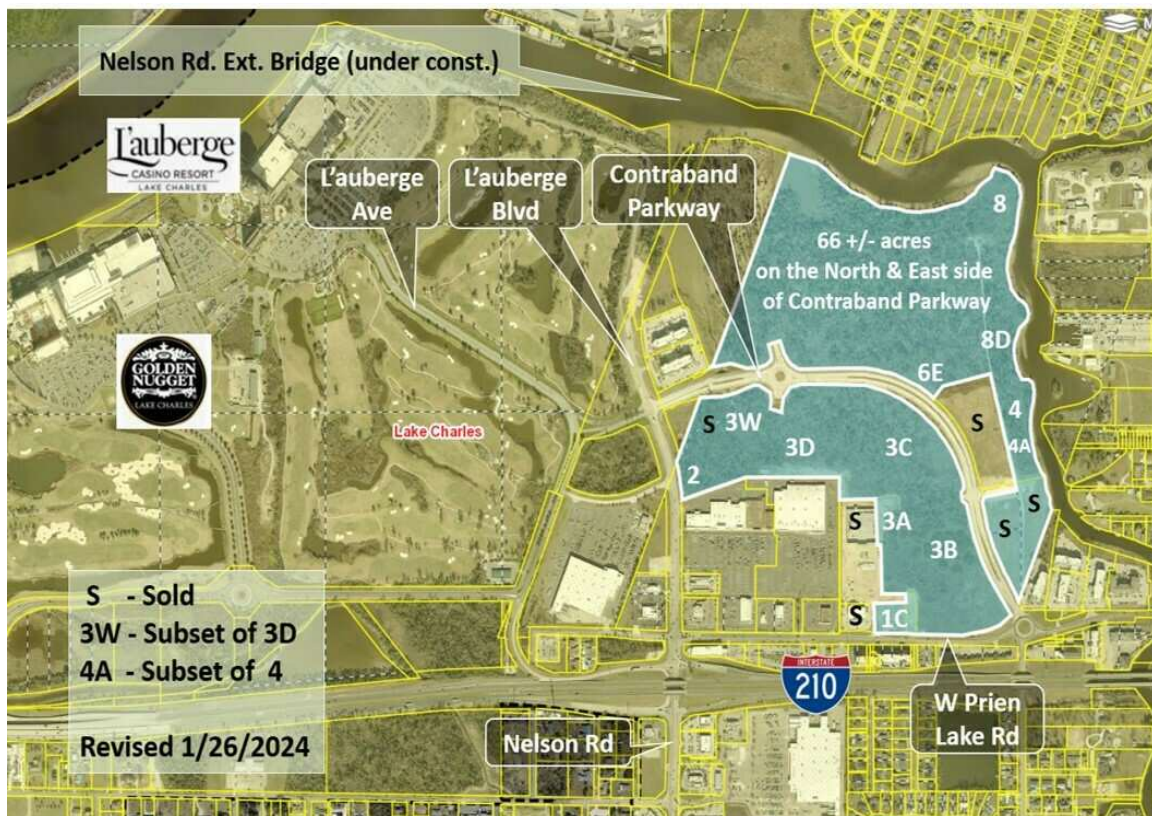 M
Nelson Rd. Ext. Bridge (under const.)
L'auberge
CASINO RESORT
LAKE CHARLES
L'auberge
Ave
L'auberge
Blvd
Contraband
Parkway
8
66 +/- acres
on the North & East side
of Contraband Parkway
8D
GOLDEN
NUGGET
LAKE CHARLES
6E
Lake Charles
S
3W
3D
3C
S
4
4A
2
S
3A
S
S
3B
S
1C
S - Sold
3W - Subset of 3D
4A - Subset of 4
Revised 1/26/2024
INTERSTATE
210
W Prien
Lake Rd
Nelson Rd